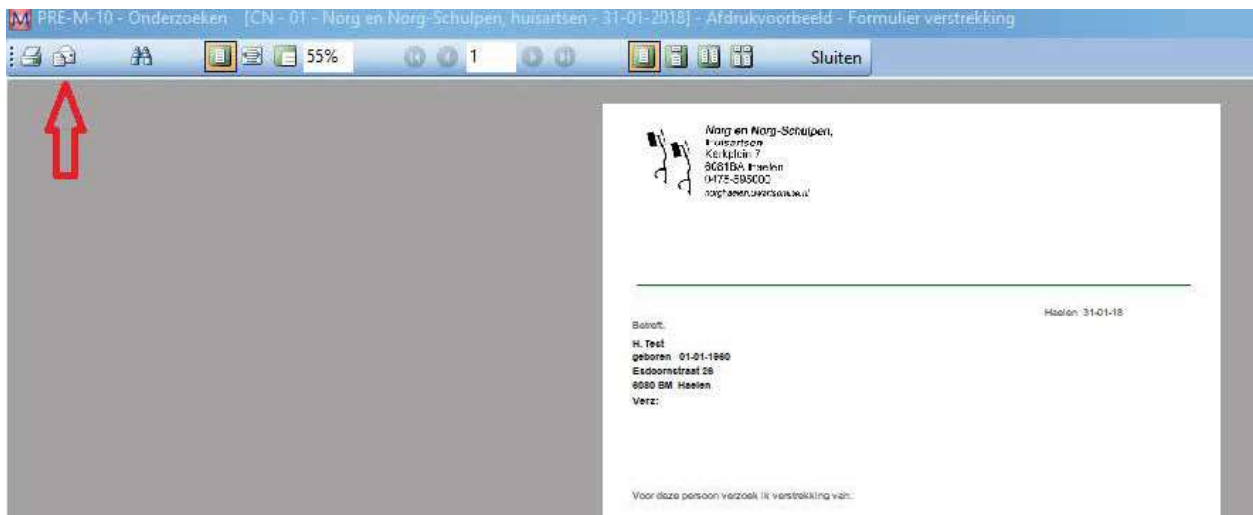 PRE-M-10 - Onderzoeken [CN - 01 - Norg en Norg-Schulpen, huisartsen - 31-01-2018] - Afdrukvoorbeeld - Formulier verstrekking
55% 1 Sluiten
Norg en Norg-Schulpen,
huisartsen
Kerkplein 7
6081BA Haelen
0475-595000
Haelen 31-01-18
Betreft:
H. Test
geboren 01-01-1960
Esdoornstraat 26
6080 BM Haelen
Verz:
Voor deze persoon verzoek ik verstrekking van: